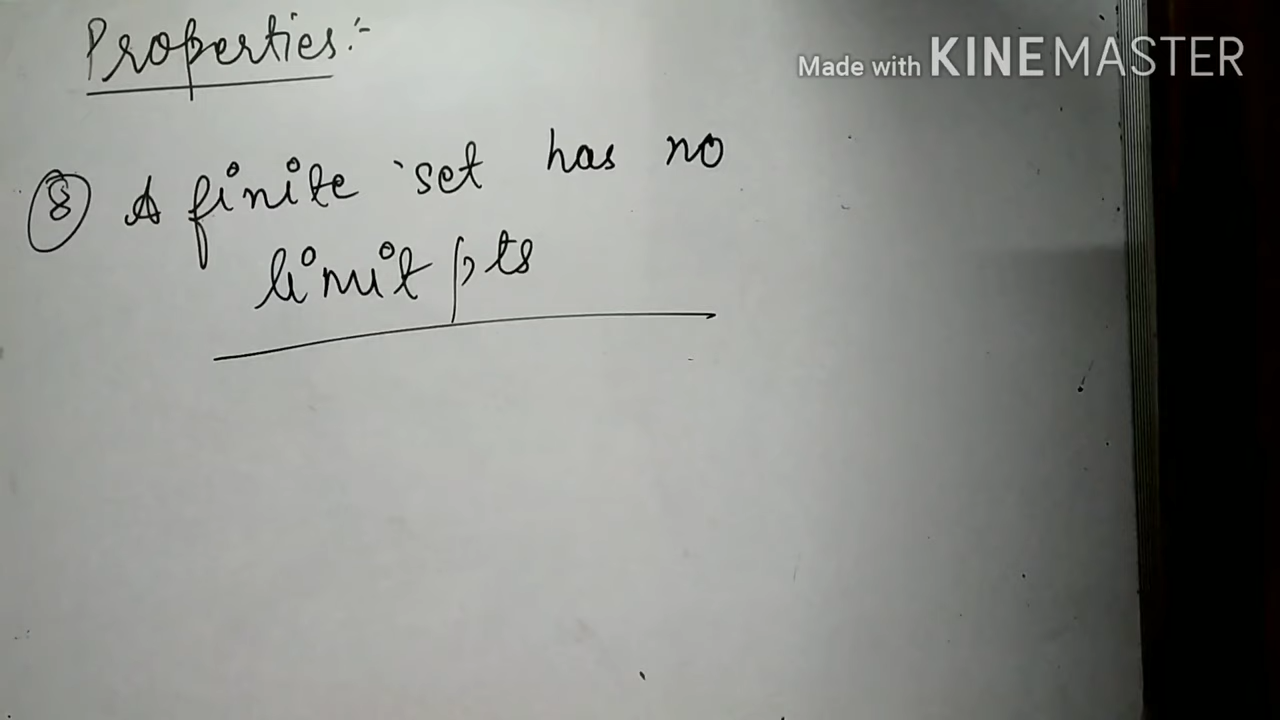 Properties:-
Made with KINEMASTER
8 A finite set has no
limit pts